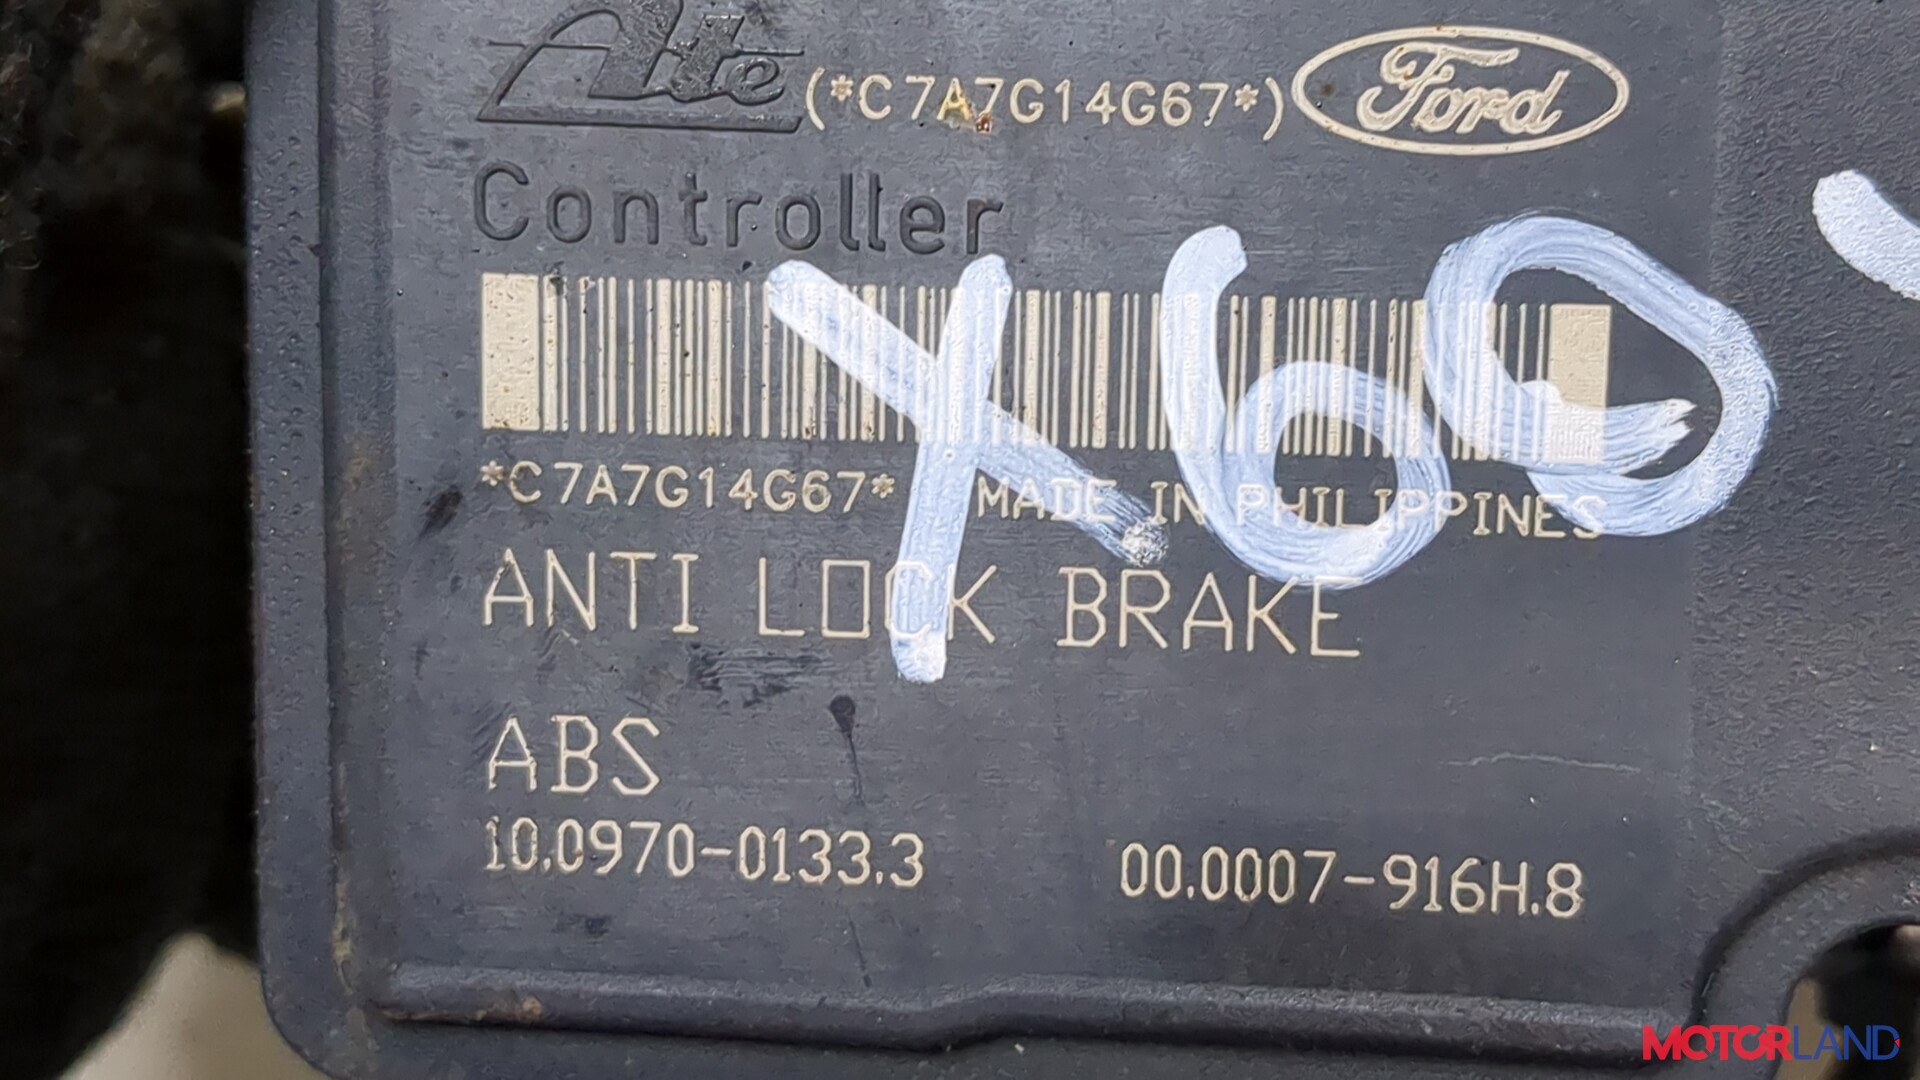 Ate (*C7A7G14G67*) Ford
Controller
X60
*C7A7G14G67* MADE IN PHILIPPINES
ANTI LOCK BRAKE
ABS
10.0970-0133.3 00.0007-916H.8
MOTORLAND